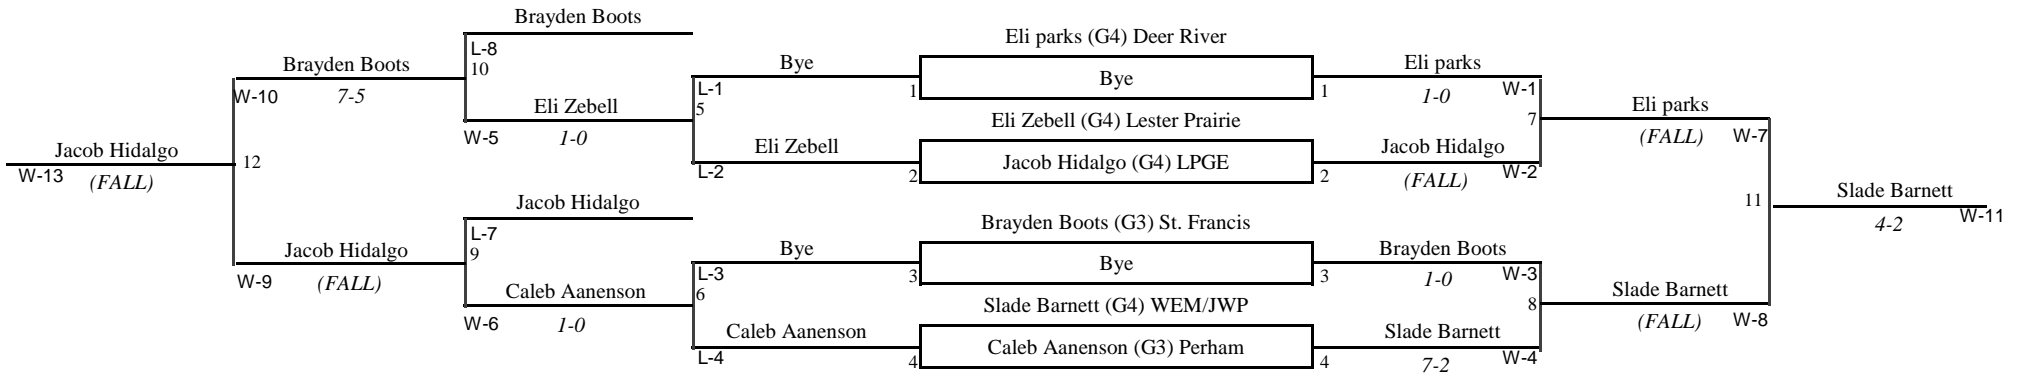 Brayden Boots
L-8
10
Brayden Boots
W-10
7-5
Eli Zebell
W-5
1-0
Jacob Hidalgo
W-13
(FALL)
12
Jacob Hidalgo
L-7
9
Jacob Hidalgo
W-9
(FALL)
Caleb Aanenson
W-6
1-0
Bye
L-1
5
1
Eli Zebell
L-2
2
Bye
L-3
6
3
Caleb Aanenson
L-4
4
Eli parks (G4) Deer River
Bye
Eli Zebell (G4) Lester Prairie
Jacob Hidalgo (G4) LPGE
Brayden Boots (G3) St. Francis
Bye
Slade Barnett (G4) WEM/JWP
Caleb Aanenson (G3) Perham
Eli parks
1
1-0
W-1
7
Jacob Hidalgo
2
(FALL)
W-2
Brayden Boots
3
1-0
W-3
8
Slade Barnett
4
7-2
W-4
Eli parks
(FALL)
W-7
11
Slade Barnett
(FALL)
W-8
Slade Barnett
4-2
W-11